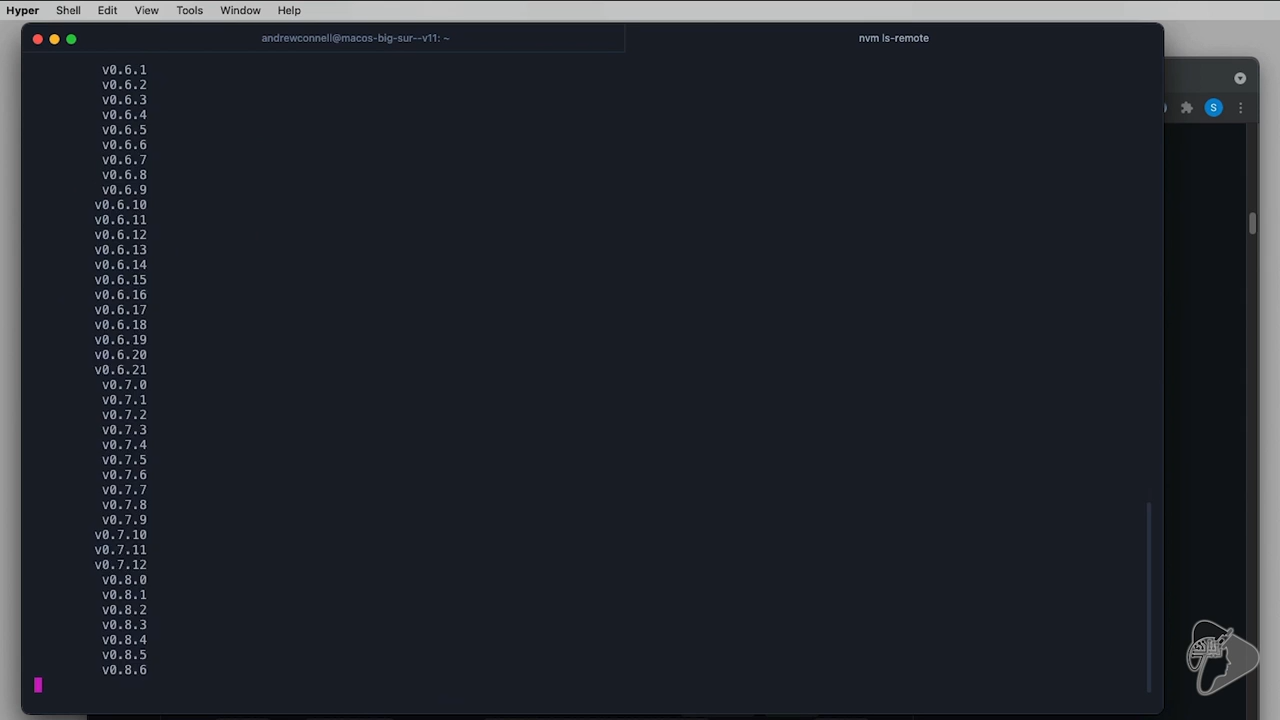 Hyper Shell Edit View Tools Window Help
andrewconnell@macos-big-sur--v11: ~
nvm ls-remote
S
v0.6.1
v0.6.2
v0.6.3
v0.6.4
v0.6.5
v0.6.6
v0.6.7
v0.6.8
v0.6.9
v0.6.10
v0.6.11
v0.6.12
v0.6.13
v0.6.14
v0.6.15
v0.6.16
v0.6.17
v0.6.18
v0.6.19
v0.6.20
v0.6.21
v0.7.0
v0.7.1
v0.7.2
v0.7.3
v0.7.4
v0.7.5
v0.7.6
v0.7.7
v0.7.8
v0.7.9
v0.7.10
v0.7.11
v0.7.12
v0.8.0
v0.8.1
v0.8.2
v0.8.3
v0.8.4
v0.8.5
v0.8.6